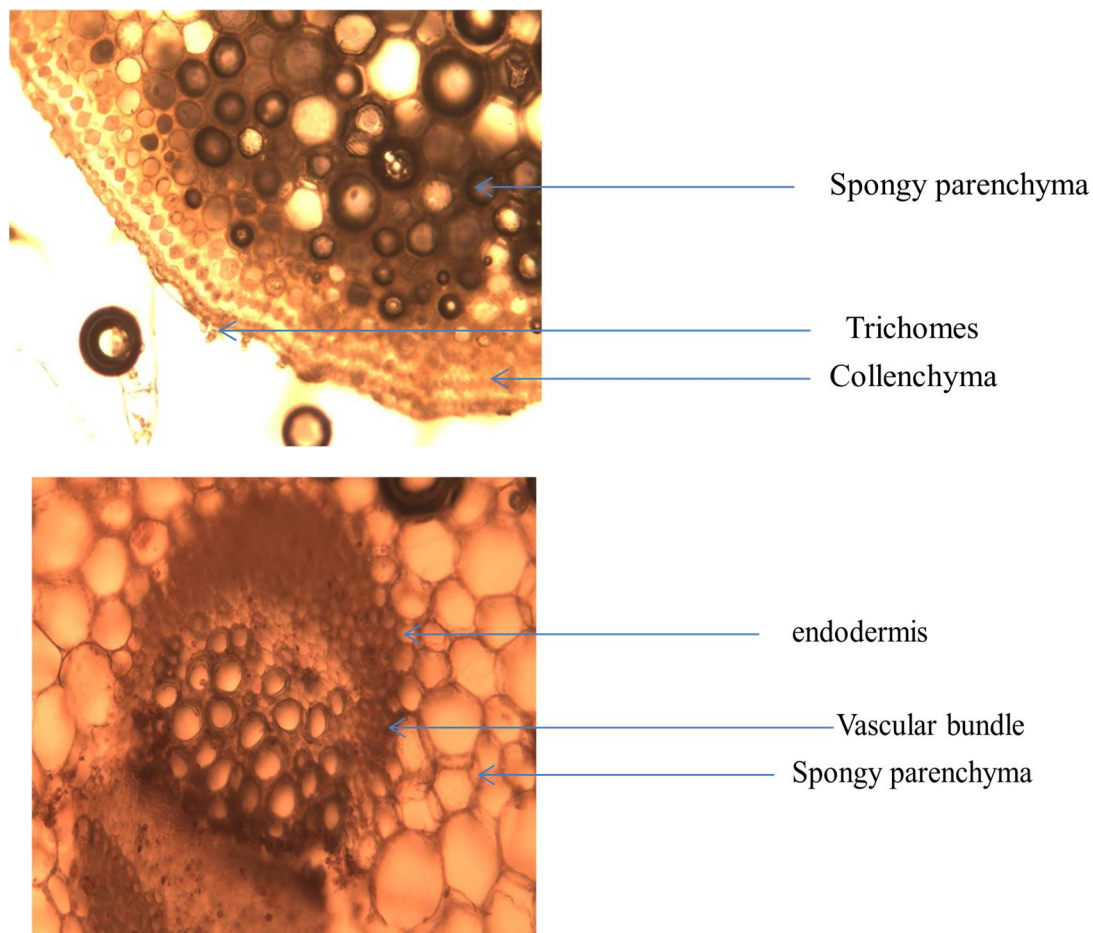 Spongy parenchyma
Trichomes
Collenchyma
endodermis
Vascular bundle
Spongy parenchyma